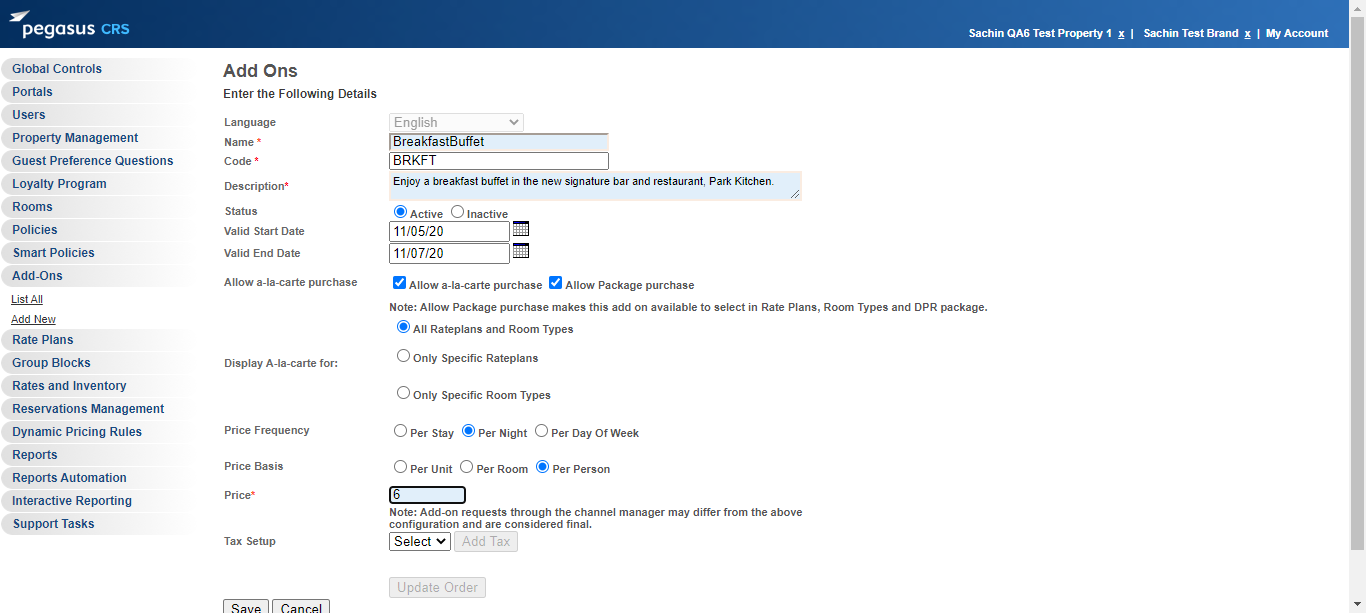 pegasus CRS
Sachin QA6 Test Property 1 x | Sachin Test Brand x | My Account
Global Controls
Portals
Users
Property Management
Guest Preference Questions
Loyalty Program
Rooms
Policies
Smart Policies
Add-Ons
List All
Add New
Rate Plans
Group Blocks
Rates and Inventory
Reservations Management
Dynamic Pricing Rules
Reports
Reports Automation
Interactive Reporting
Support Tasks
Add Ons
Enter the Following Details
Language English
Name * BreakfastBuffet
Code * BRKFT
Description* Enjoy a breakfast buffet in the new signature bar and restaurant, Park Kitchen.
Status Active Inactive
Valid Start Date 11/05/20
Valid End Date 11/07/20
Allow a-la-carte purchase Allow a-la-carte purchase Allow Package purchase
Note: Allow Package purchase makes this add on available to select in Rate Plans, Room Types and DPR package.
All Rateplans and Room Types
Display A-la-carte for: Only Specific Rateplans
Only Specific Room Types
Price Frequency Per Stay Per Night Per Day Of Week
Price Basis Per Unit Per Room Per Person
Price* 6
Note: Add-on requests through the channel manager may differ from the above
configuration and are considered final.
Tax Setup Select Add Tax
Update Order
Save Cancel